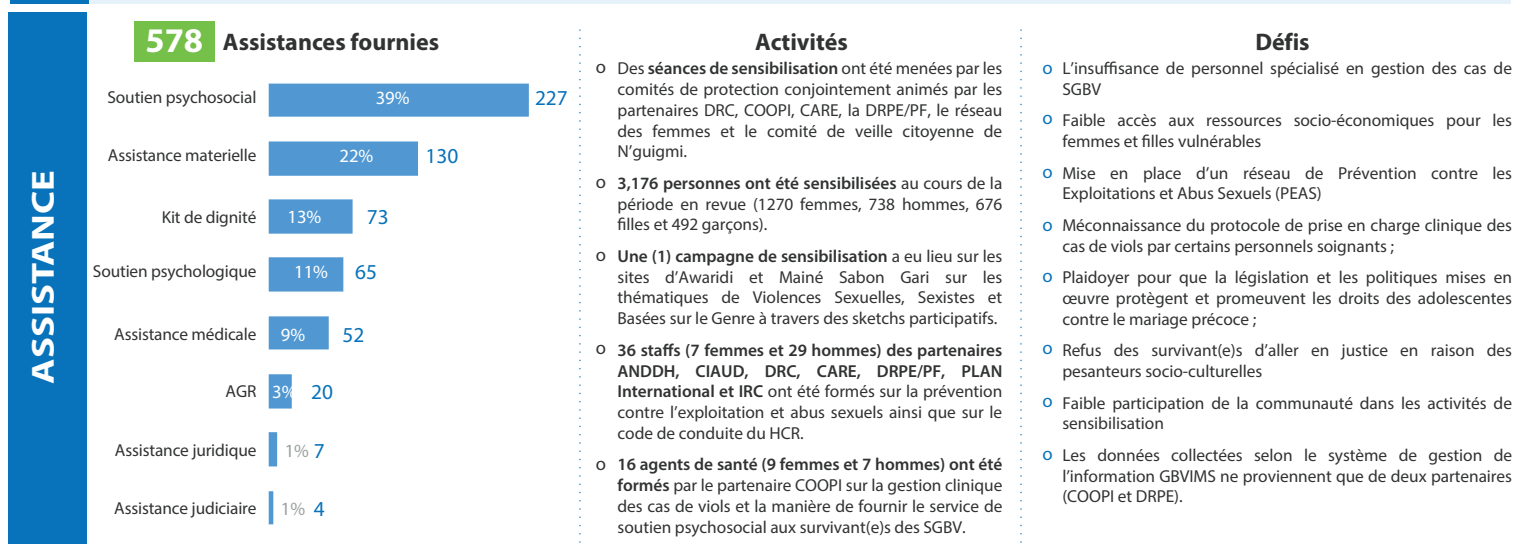 ASSISTANCE
578 Assistances fournies
Soutien psychosocial 39% 227
Assistance materielle 22% 130
Kit de dignité 13% 73
Soutien psychologique 11% 65
Assistance médicale 9% 52
AGR 3% 20
Assistance juridique 1% 7
Assistance judiciaire 1% 4
Activités
o Des séances de sensibilisation ont été menées par les
comités de protection conjointement animés par les
partenaires DRC, COOPI, CARE, la DRPE/PF, le réseau
des femmes et le comité de veille citoyenne de
N’guigmi.
o 3,176 personnes ont été sensibilisées au cours de la
période en revue (1270 femmes, 738 hommes, 676
filles et 492 garçons).
o Une (1) campagne de sensibilisation a eu lieu sur les
sites d’Awaridi et Mainé Sabon Gari sur les
thématiques de Violences Sexuelles, Sexistes et
Basées sur le Genre à travers des sketchs participatifs.
o 36 staffs (7 femmes et 29 hommes) des partenaires
ANDDH, CIAUD, DRC, CARE, DRPE/PF, PLAN
International et IRC ont été formés sur la prévention
contre l’exploitation et abus sexuels ainsi que sur le
code de conduite du HCR.
o 16 agents de santé (9 femmes et 7 hommes) ont été
formés par le partenaire COOPI sur la gestion clinique
des cas de viols et la manière de fournir le service de
soutien psychosocial aux survivant(e)s des SGBV.
Défis
o L’insuffisance de personnel spécialisé en gestion des cas de
SGBV
o Faible accès aux ressources socio-économiques pour les
femmes et filles vulnérables
o Mise en place d’un réseau de Prévention contre les
Exploitations et Abus Sexuels (PEAS)
o Méconnaissance du protocole de prise en charge clinique des
cas de viols par certains personnels soignants ;
o Plaidoyer pour que la législation et les politiques mises en
œuvre protègent et promeuvent les droits des adolescentes
contre le mariage précoce ;
o Refus des survivant(e)s d’aller en justice en raison des
pesanteurs socio-culturelles
o Faible participation de la communauté dans les activités de
sensibilisation
o Les données collectées selon le système de gestion de
l’information GBVIMS ne proviennent que de deux partenaires
(COOPI et DRPE).